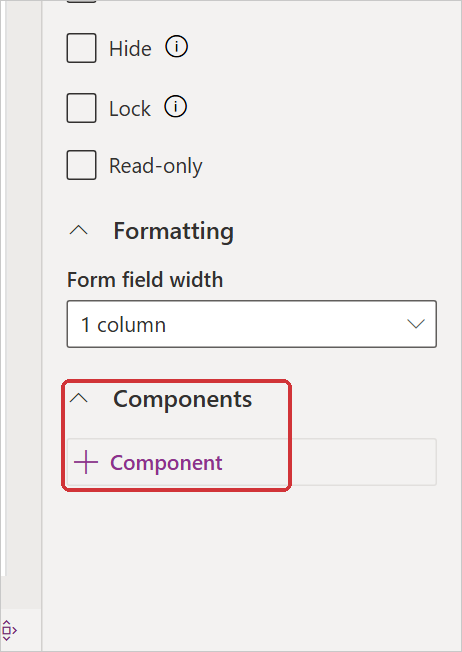 Hide
Lock
Read-only
Formatting
Form field width
1 column
Components
Component